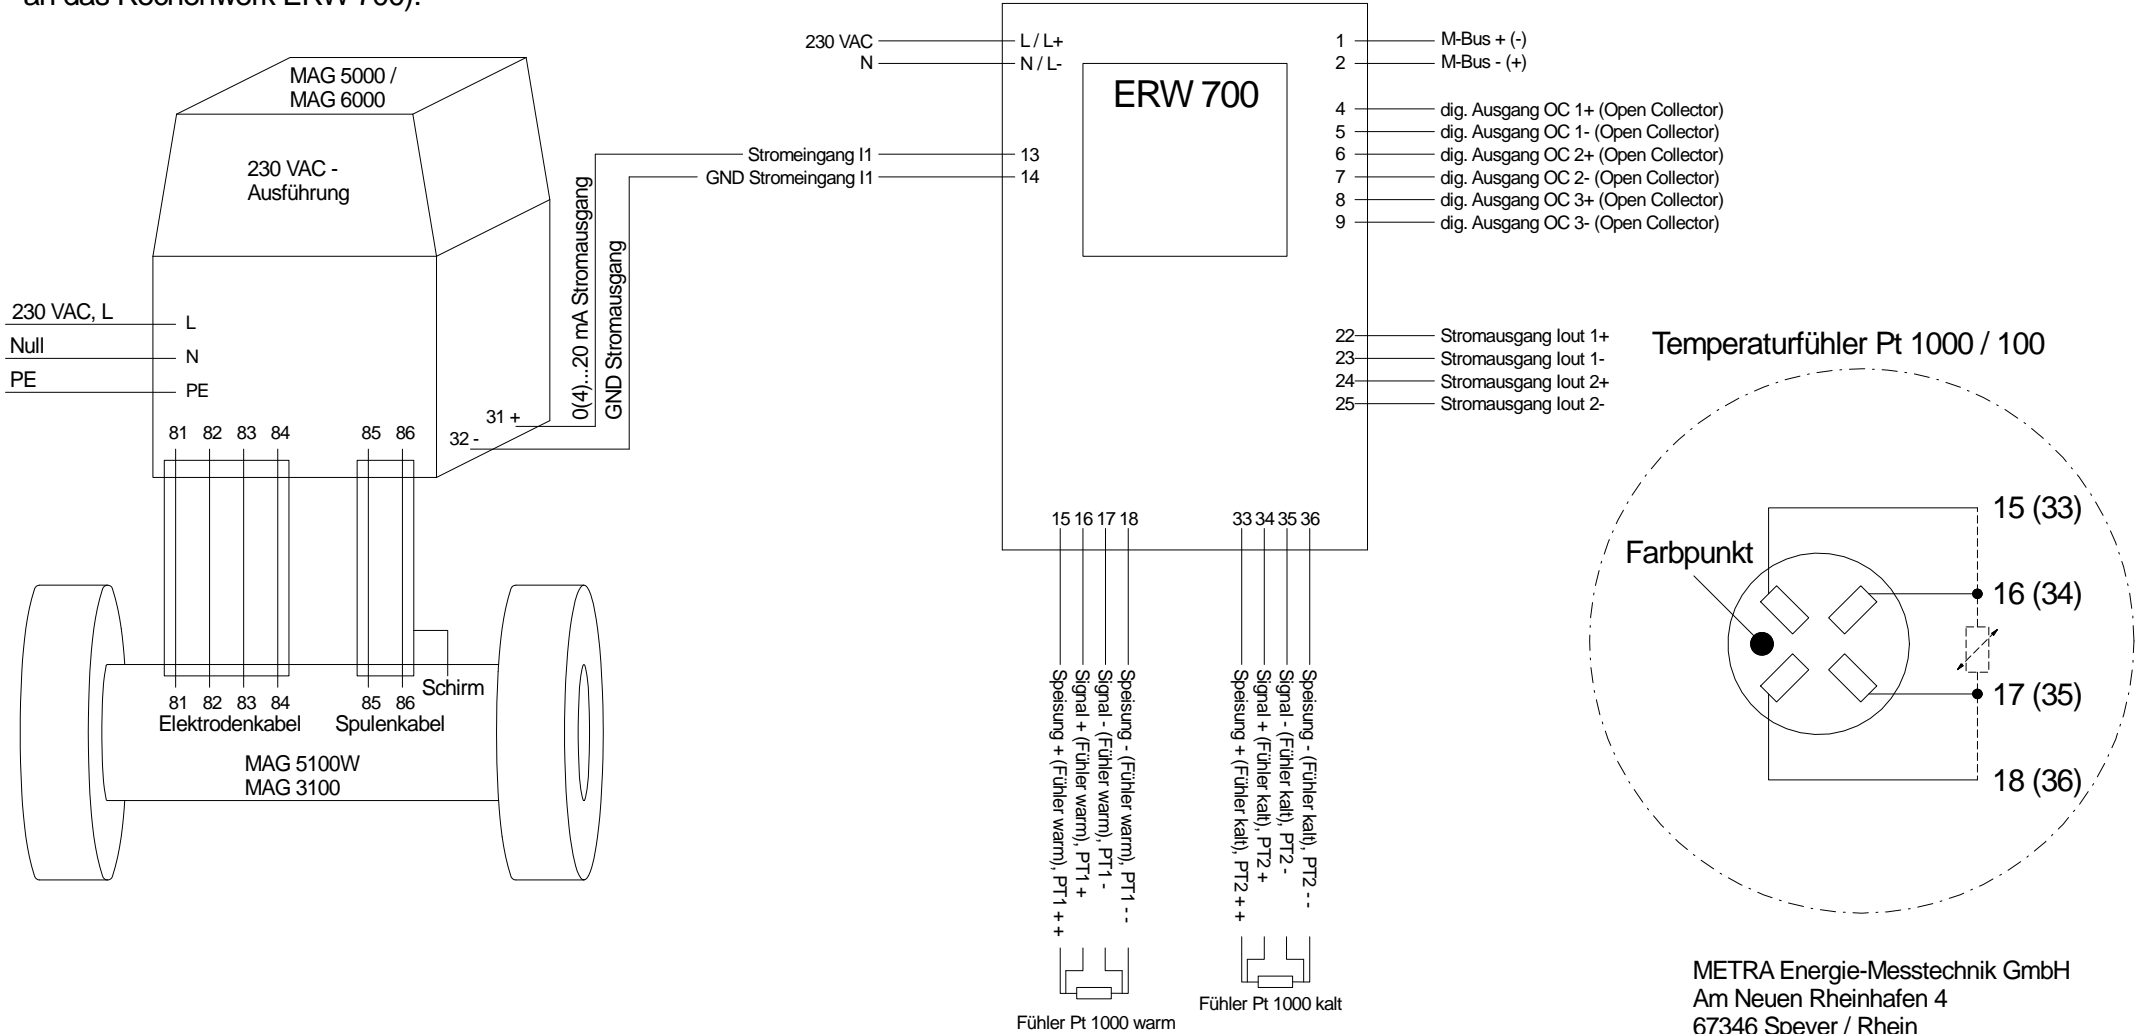 an das Rechenwerk ERW 700).
MAG 5000 /
MAG 6000
230 VAC -
Ausführung
230 VAC, L
Null
PE
L
N
PE
81 82 83 84 85 86
31 +
32 -
0(4)...20 mA Stromausgang
GND Stromausgang
81 82 83 84 85 86
Elektrodenkabel Spulenkabel
Schirm
MAG 5100W
MAG 3100
230 VAC
N
L / L+
N / L-
ERW 700
Stromeingang I1
GND Stromeingang I1
13
14
1 M-Bus + (-)
2 M-Bus - (+)
4 dig. Ausgang OC 1+ (Open Collector)
5 dig. Ausgang OC 1- (Open Collector)
6 dig. Ausgang OC 2+ (Open Collector)
7 dig. Ausgang OC 2- (Open Collector)
8 dig. Ausgang OC 3+ (Open Collector)
9 dig. Ausgang OC 3- (Open Collector)
22 Stromausgang Iout 1+
23 Stromausgang Iout 1-
24 Stromausgang Iout 2+
25 Stromausgang Iout 2-
15 16 17 18 33 34 35 36
Speisung + (Fühler warm), PT1 + +
Signal + (Fühler warm), PT1 +
Signal - (Fühler warm), PT1 -
Speisung - (Fühler warm), PT1 - -
Speisung + (Fühler kalt), PT2 + +
Signal + (Fühler kalt), PT2 +
Signal - (Fühler kalt), PT2 -
Speisung - (Fühler kalt), PT2 - -
Fühler Pt 1000 warm
Fühler Pt 1000 kalt
Temperaturfühler Pt 1000 / 100
Farbpunkt
15 (33)
16 (34)
17 (35)
18 (36)
METRA Energie-Messtechnik GmbH
Am Neuen Rheinhafen 4
67346 Speyer / Rhein